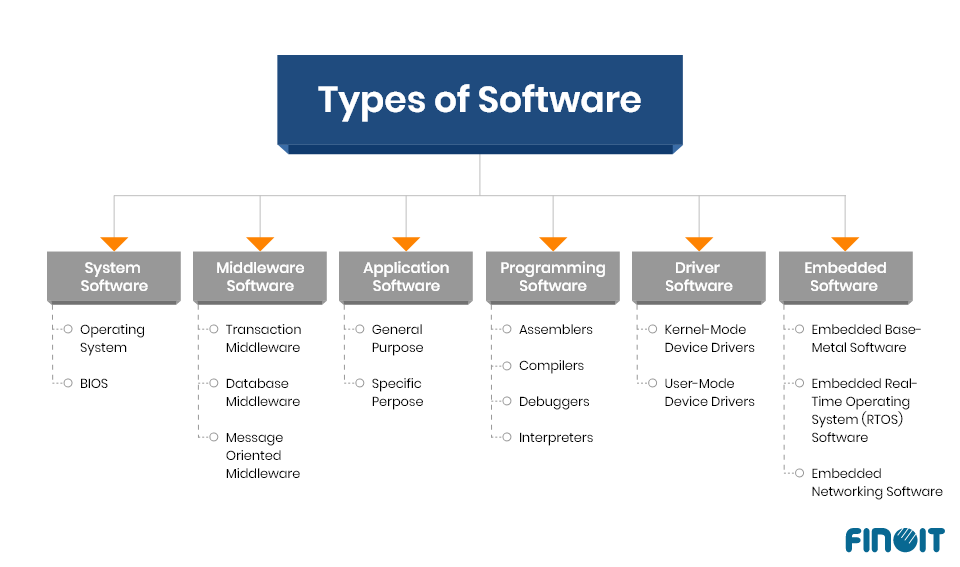 Types of Software
System
Software
Operating
System
BIOS
Middleware
Software
Transaction
Middleware
Database
Middleware
Message
Oriented
Middleware
Application
Software
General
Purpose
Specific
Perpose
Programming
Software
Assemblers
Compilers
Debuggers
Interpreters
Driver
Software
Kernel-Mode
Device Drivers
User-Mode
Device Drivers
Embedded
Software
Embedded Base-
Metal Software
Embedded Real-
Time Operating
System (RTOS)
Software
Embedded
Networking Software
FINOIT